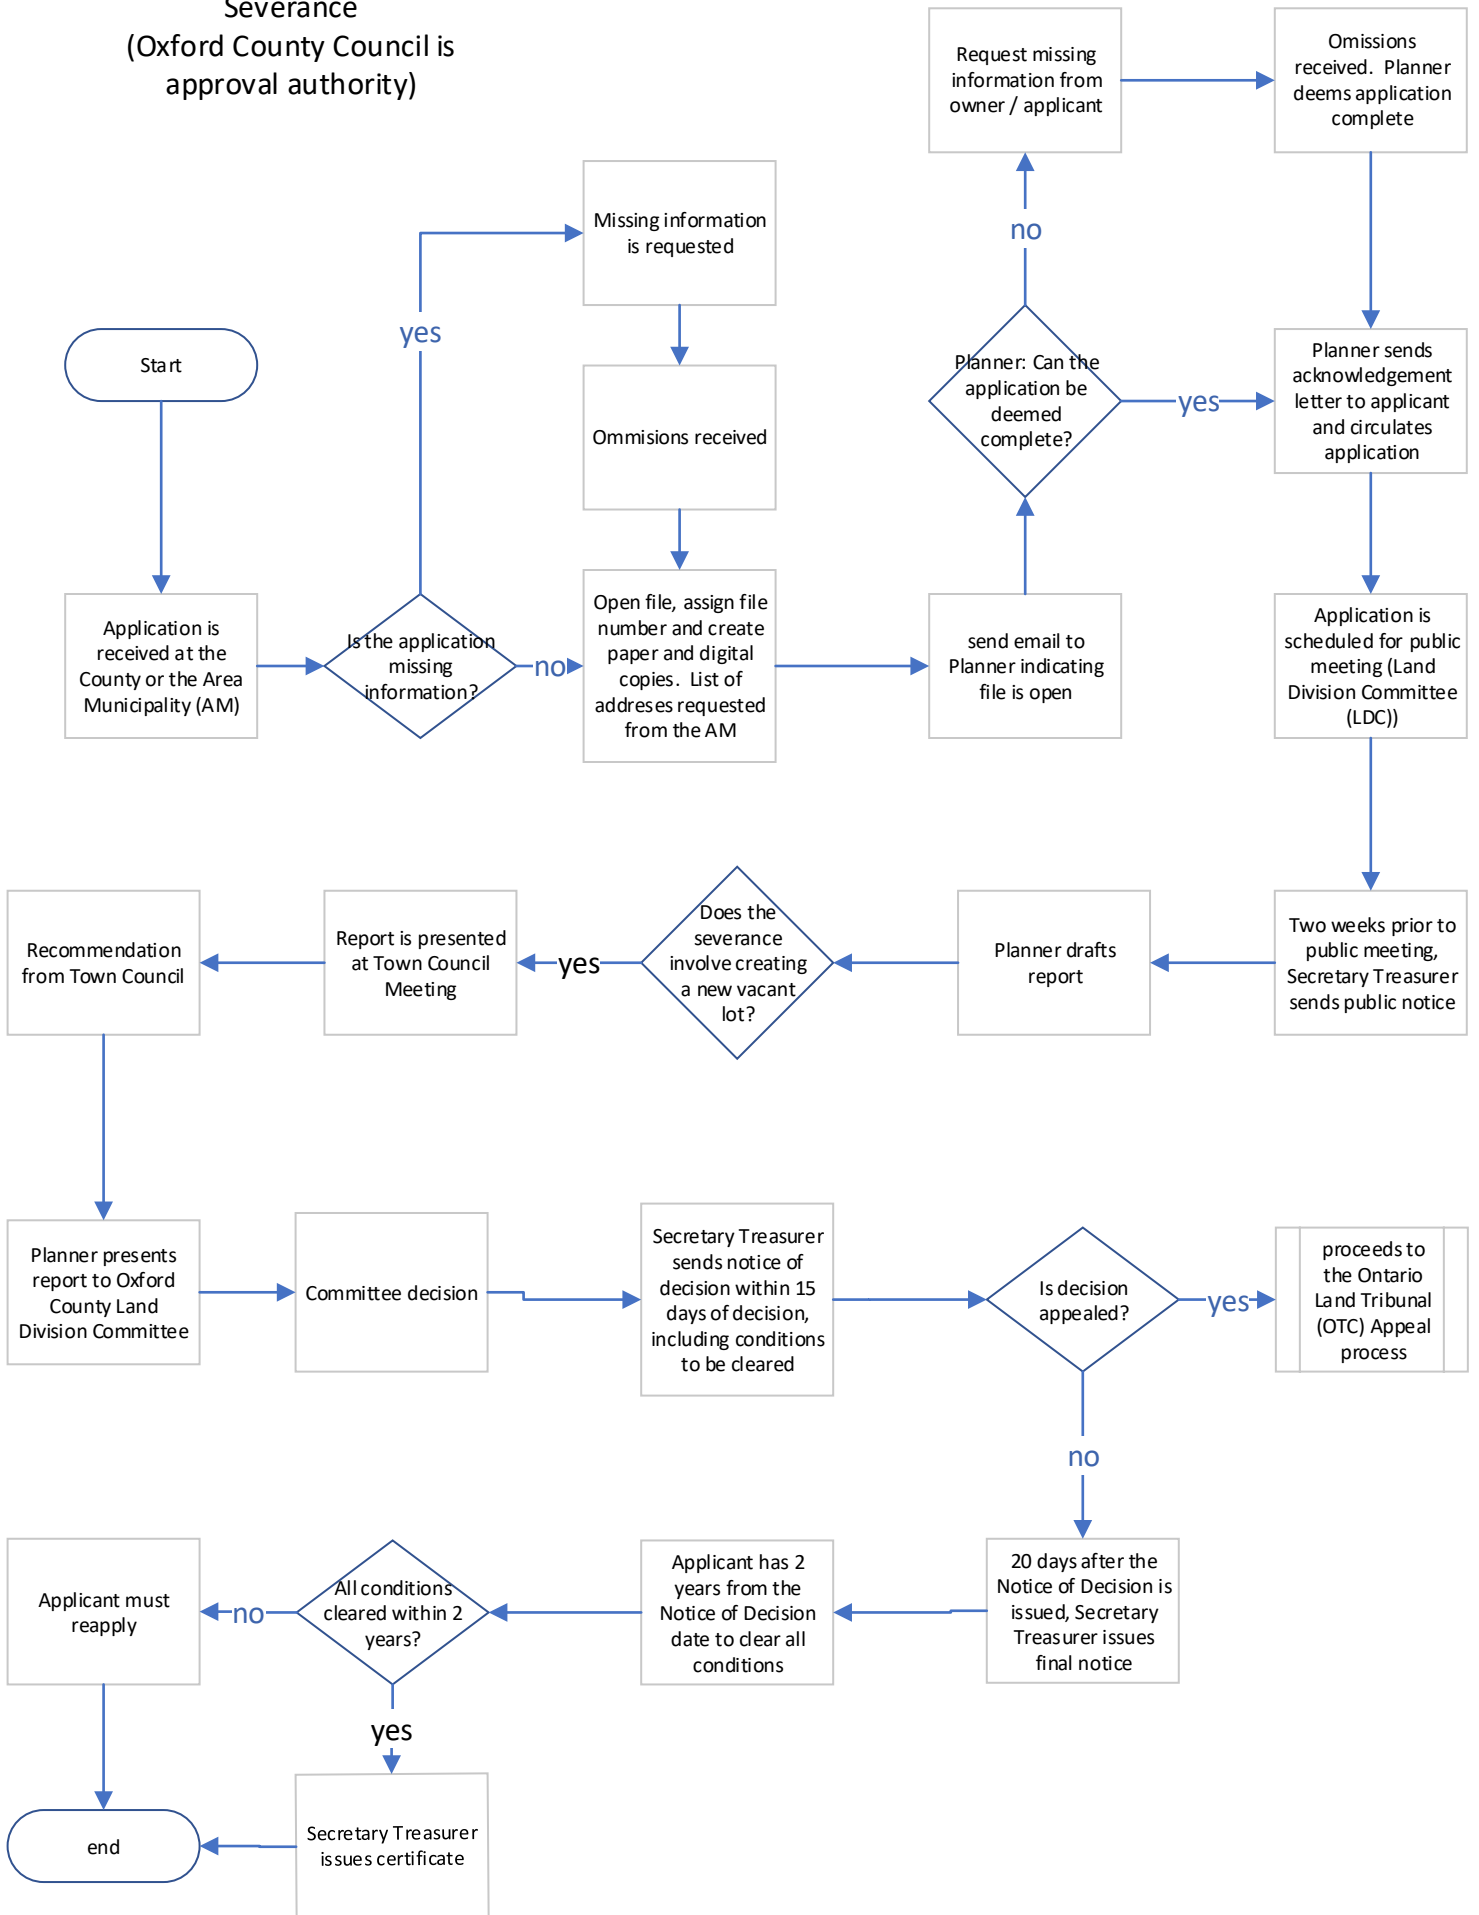 Severance
(Oxford County Council is
approval authority)
Request missing
information from
owner / applicant
Omissions
received. Planner
deems application
complete
Missing information
is requested
no
yes
Start
Planner: Can the
application be
deemed
complete?
yes
Planner sends
acknowledgement
letter to applicant
and circulates
application
Ommisions received
Application is
received at the
County or the Area
Municipality (AM)
Is the application
missing
information?
no
Open file, assign file
number and create
paper and digital
copies. List of
addreses requested
from the AM
send email to
Planner indicating
file is open
Application is
scheduled for public
meeting (Land
Division Committee
(LDC))
Recommendation
from Town Council
Report is presented
at Town Council
Meeting
yes
Does the
severance
involve creating
a new vacant
lot?
Planner drafts
report
Two weeks prior to
public meeting,
Secretary Treasurer
sends public notice
Planner presents
report to Oxford
County Land
Division Committee
Committee decision
Secretary Treasurer
sends notice of
decision within 15
days of decision,
including conditions
to be cleared
Is decision
appealed?
yes
proceeds to
the Ontario
Land Tribunal
(OTC) Appeal
process
no
Applicant must
reapply
no
All conditions
cleared within 2
years?
Applicant has 2
years from the
Notice of Decision
date to clear all
conditions
20 days after the
Notice of Decision is
issued, Secretary
Treasurer issues
final notice
yes
end
Secretary Treasurer
issues certificate